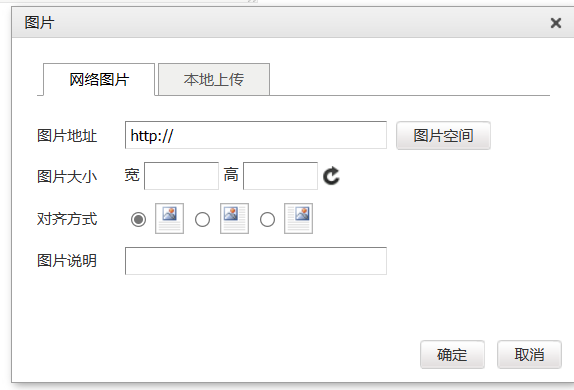 图片
网络图片 本地上传
图片地址 http:// 图片空间
图片大小 宽 高
对齐方式
图片说明
确定 取消